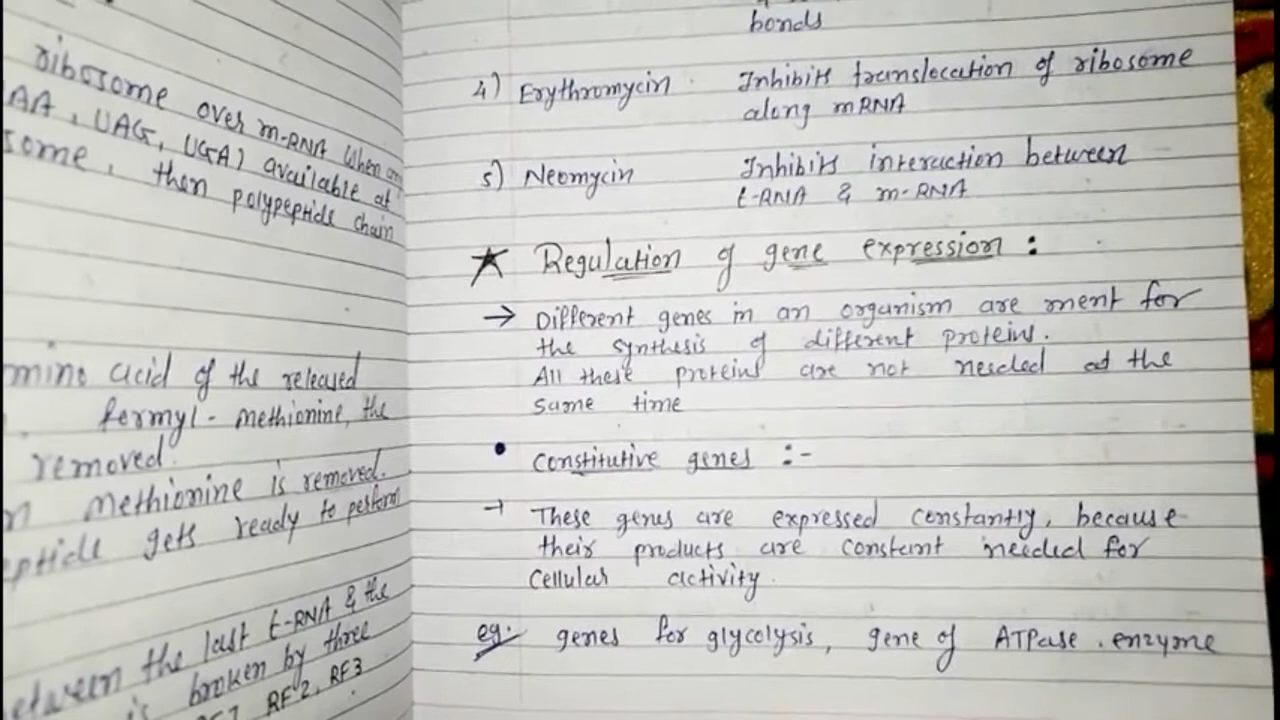 ribosome over m-RNA when any
AA, UAG, UGA) available at
some, then polypeptide chain
mino acid of the released
formyl - methionine, the
removed.
n methionine is removed.
eptide gets ready to perform
etween the last t-RNA & the
is broken by three
RF2, RF3
bonds
4) Erythromycin Inhibits translocation of ribosome
along mRNA
5) Neomycin Inhibits interaction between
t-RNA & m-RNA
★ Regulation of gene expression :
→ Different genes in an organism are ment for
the synthesis of different proteins.
All these proteins are not needed at the
same time
• Constitutive genes :-
→ These genes are expressed constantly, because
their products are constant needed for
cellular activity.
eg. genes for glycolysis, gene of ATPase enzyme